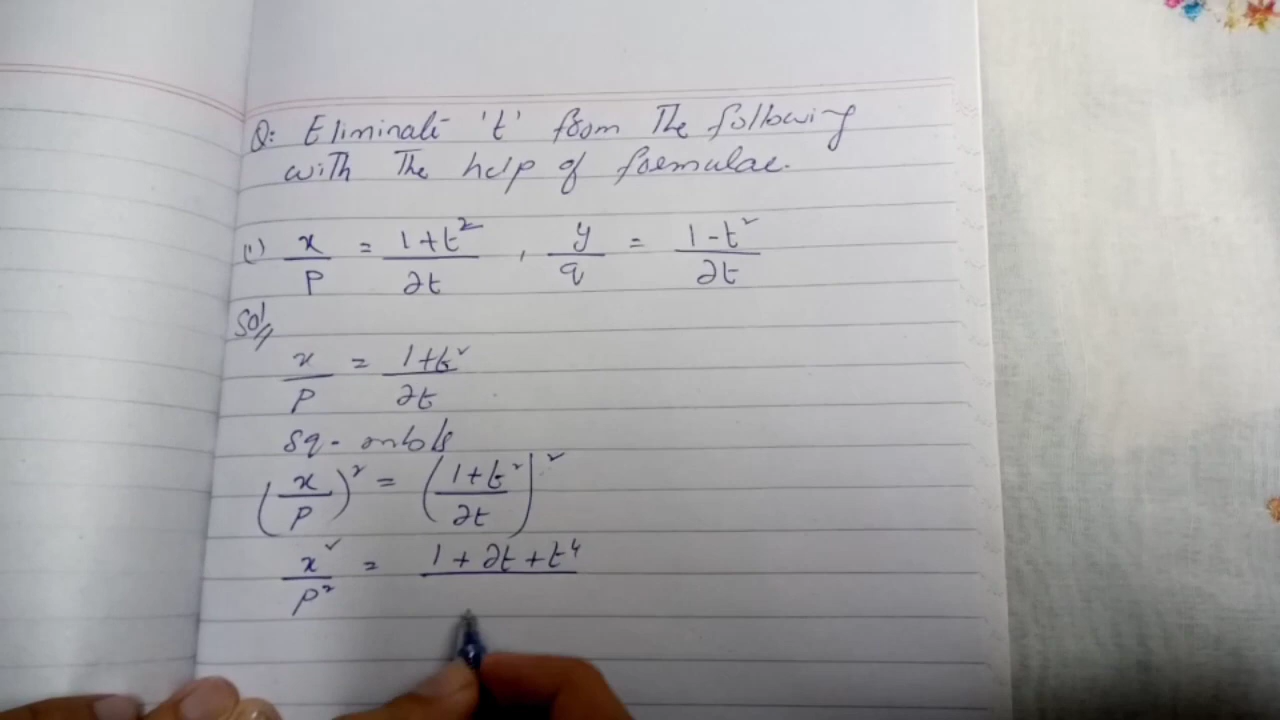 Q: Eliminate 't' from The following
with The help of formulae.
(i) x/p = 1+t²/2t , y/q = 1-t²/2t
Sol
x/p = 1+t²/2t
sq- on b/s
(x/p)² = (1+t²/2t)²
x²/p² = 1+2t+t⁴